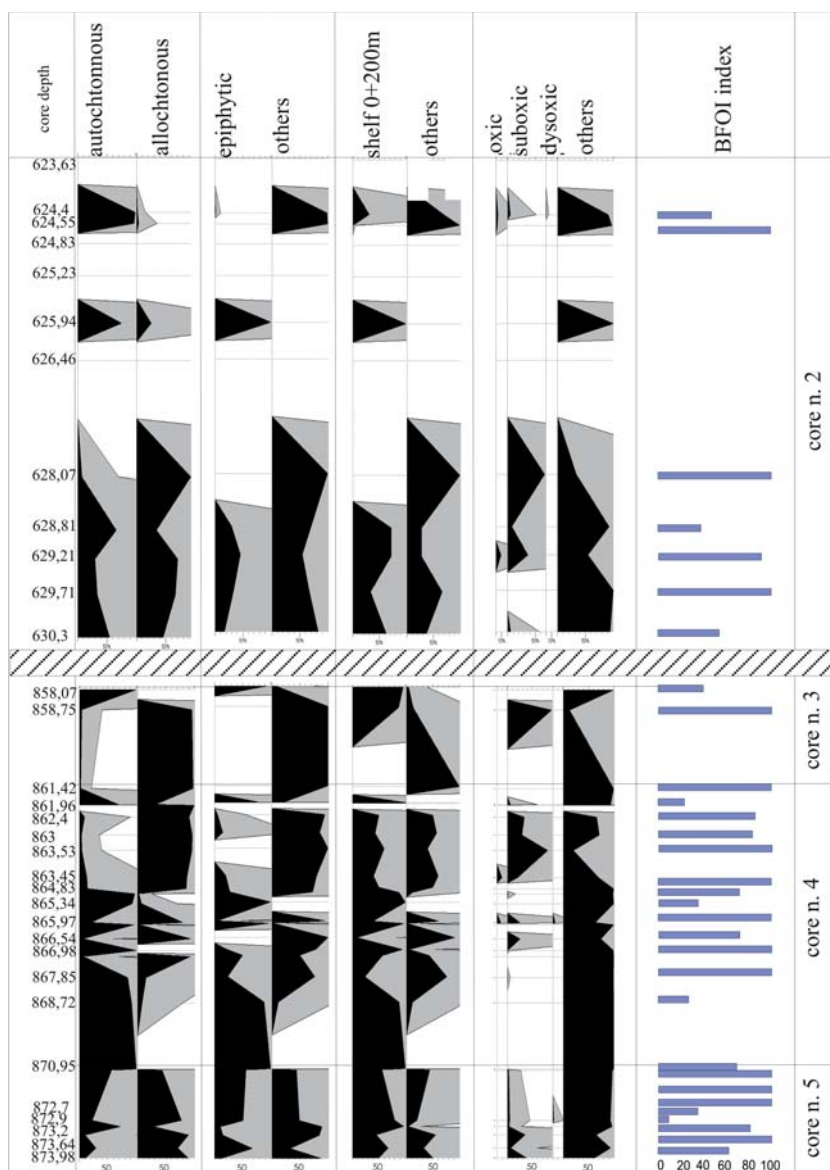 core depth
autochtonnous
allochtonous
epiphytic
others
shelf 0+200m
others
oxic
suboxic
dysoxic
others
BFOI index
623,63
624,4
624,55
624,83
625,23
625,94
626,46
628,07
628,81
629,21
629,71
630,3
core n. 2
858,07
858,75
core n. 3
861,42
861,96
862,4
863
863,53
863,45
864,83
865,34
865,97
866,54
866,98
867,85
868,72
core n. 4
870,95
872,7
872,9
873,2
873,64
873,98
core n. 5
50
50
50
50
0 20 40 60 80 100